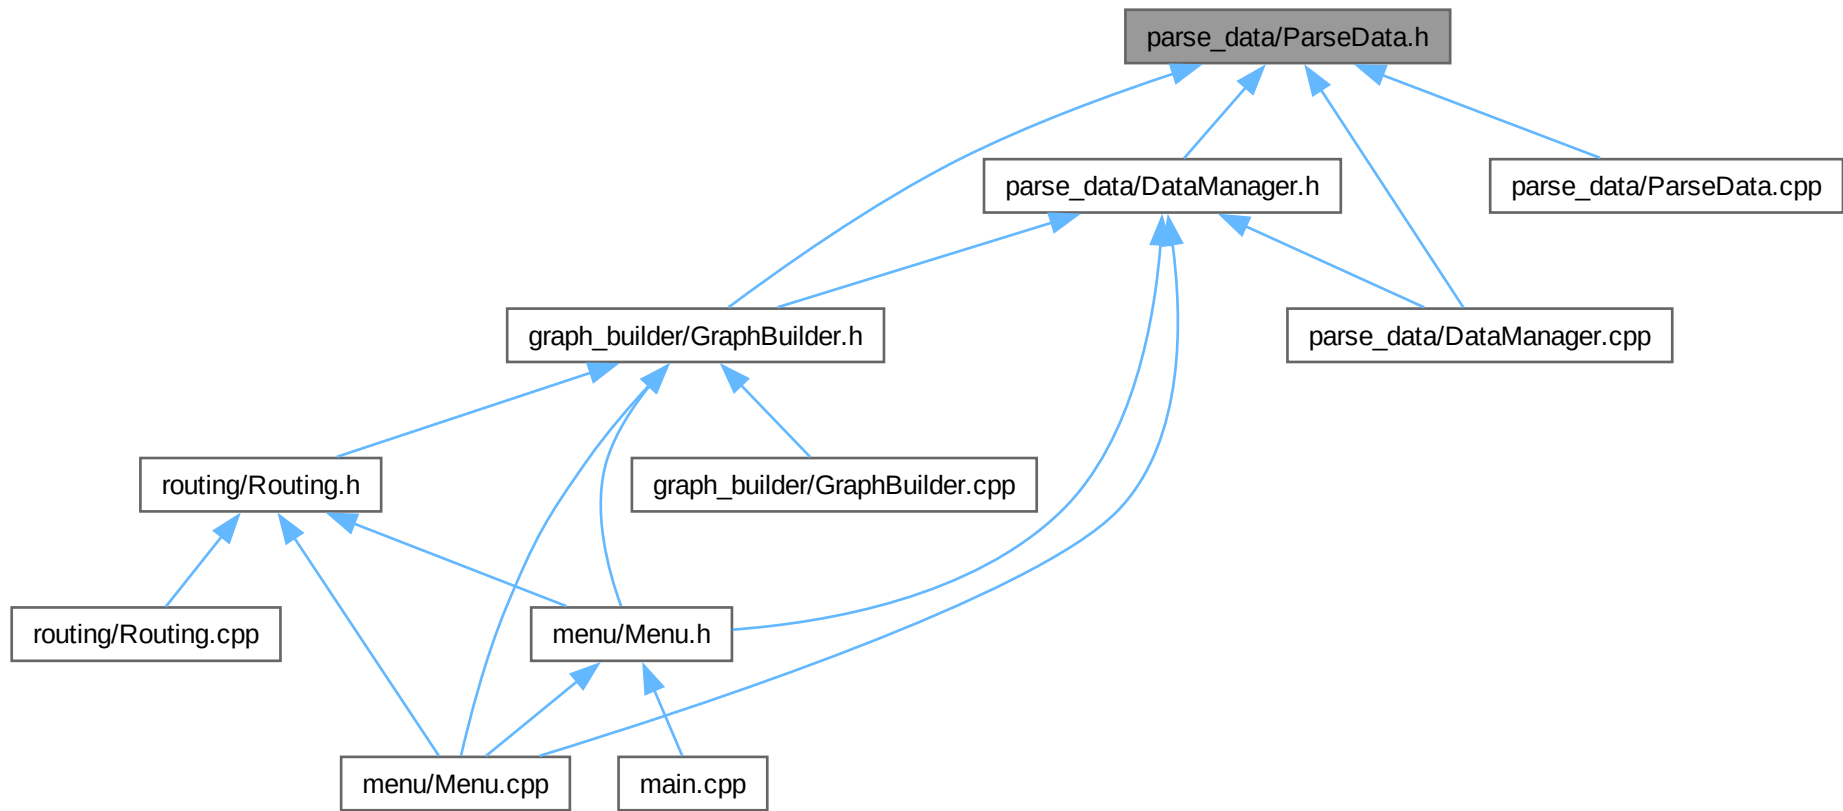 parse_data/ParseData.h
parse_data/DataManager.h
parse_data/ParseData.cpp
graph_builder/GraphBuilder.h
parse_data/DataManager.cpp
routing/Routing.h
graph_builder/GraphBuilder.cpp
routing/Routing.cpp
menu/Menu.h
menu/Menu.cpp
main.cpp